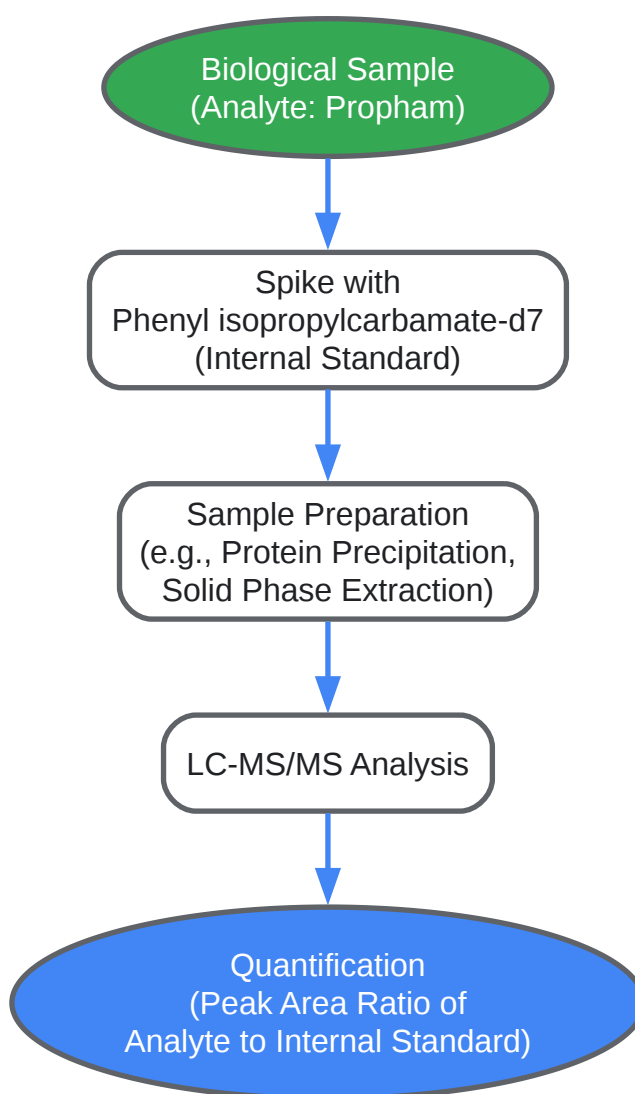 Biological Sample
(Analyte: Propham)
Spike with
Phenyl isopropylcarbamate-d7
(Internal Standard)
Sample Preparation
(e.g., Protein Precipitation,
Solid Phase Extraction)
LC-MS/MS Analysis
Quantification
(Peak Area Ratio of
Analyte to Internal Standard)